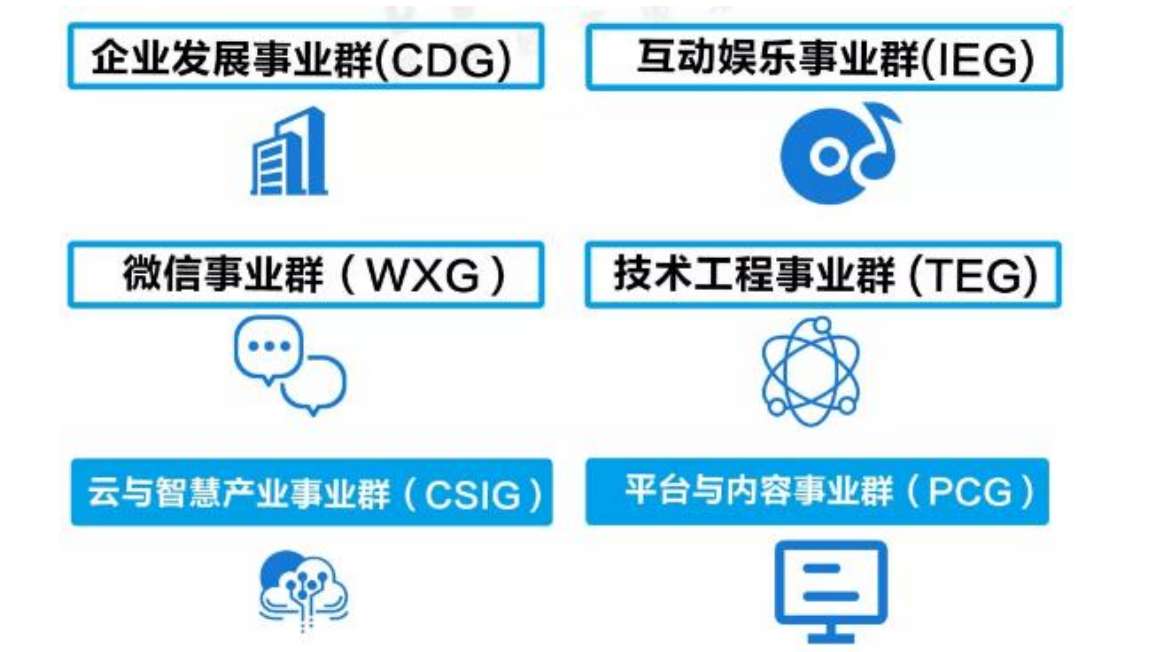 企业发展事业群(CDG)
互动娱乐事业群(IEG)
微信事业群（WXG）
技术工程事业群 (TEG)
云与智慧产业事业群（CSIG）
平台与内容事业群（PCG）